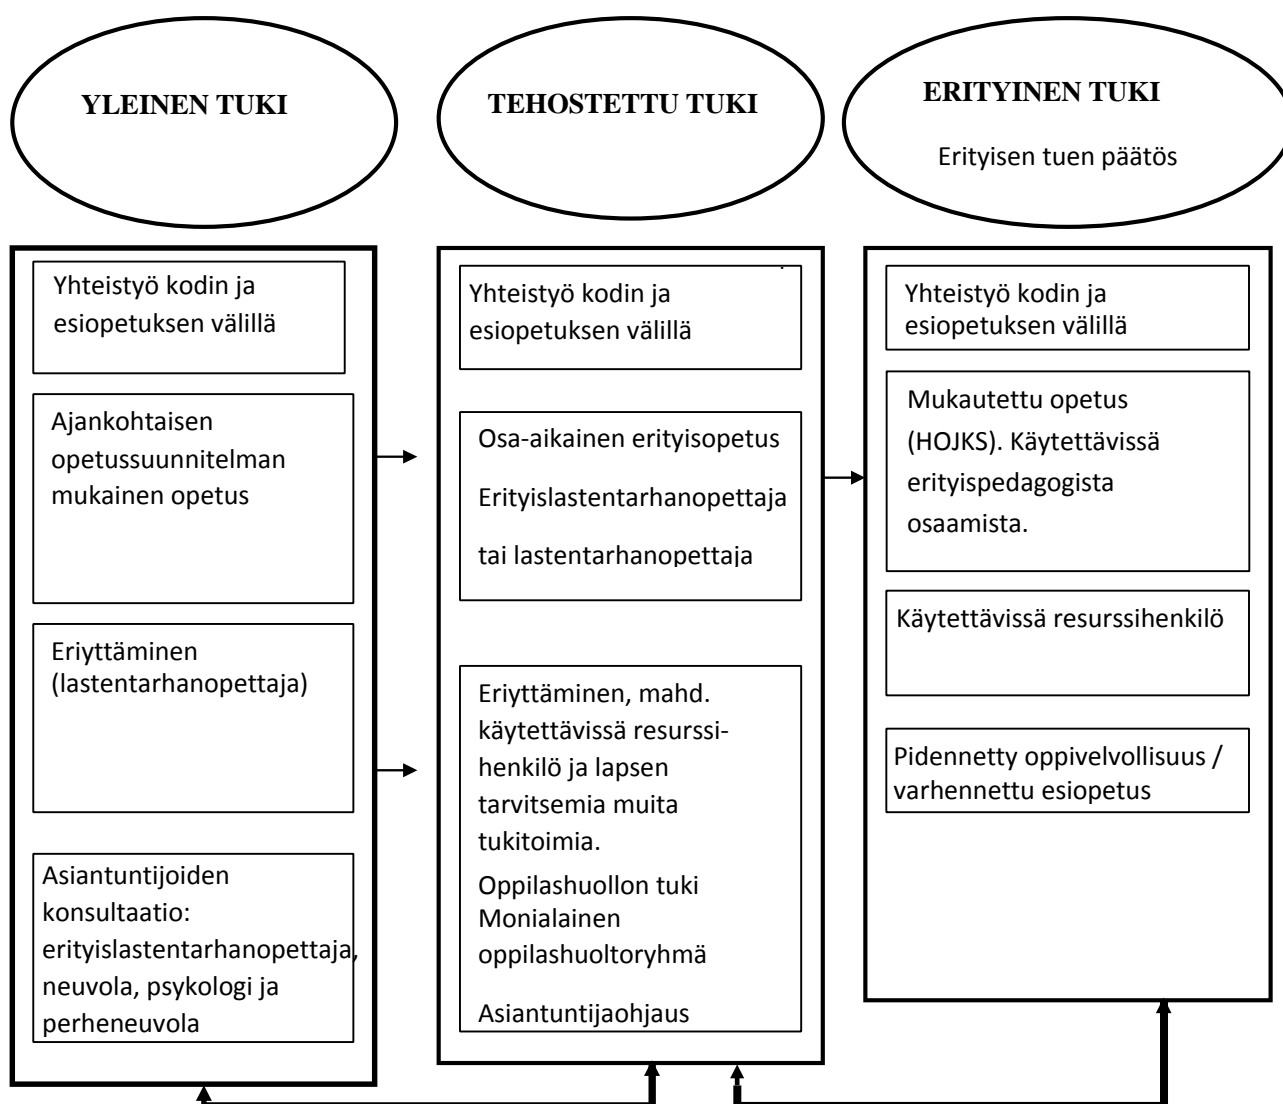 YLEINEN TUKI
TEHOSTETTU TUKI
ERITYINEN TUKI
Erityisen tuen päätös
Yhteistyö kodin ja
esiopetuksen välillä
Ajankohtaisen
opetussuunnitelman
mukainen opetus
Eriyttäminen
(lastentarhanopettaja)
Asiantuntijoiden
konsultaatio:
erityislastentarhanopettaja,
neuvola, psykologi ja
perheneuvola
Yhteistyö kodin ja
esiopetuksen välillä
Osa-aikainen erityisopetus
Erityislastentarhanopettaja
tai lastentarhanopettaja
Eriyttäminen, mahd.
käytettävissä resurssi-
henkilö ja lapsen
tarvitsemia muita
tukitoimia.
Oppilashuollon tuki
Monialainen
oppilashuoltoryhmä
Asiantuntijaohjaus
Yhteistyö kodin ja
esiopetuksen välillä
Mukautettu opetus
(HOJKS). Käytettävissä
erityispedagogista
osaamista.
Käytettävissä resurssihenkilö
Pidennetty oppivelvollisuus /
varhennettu esiopetus